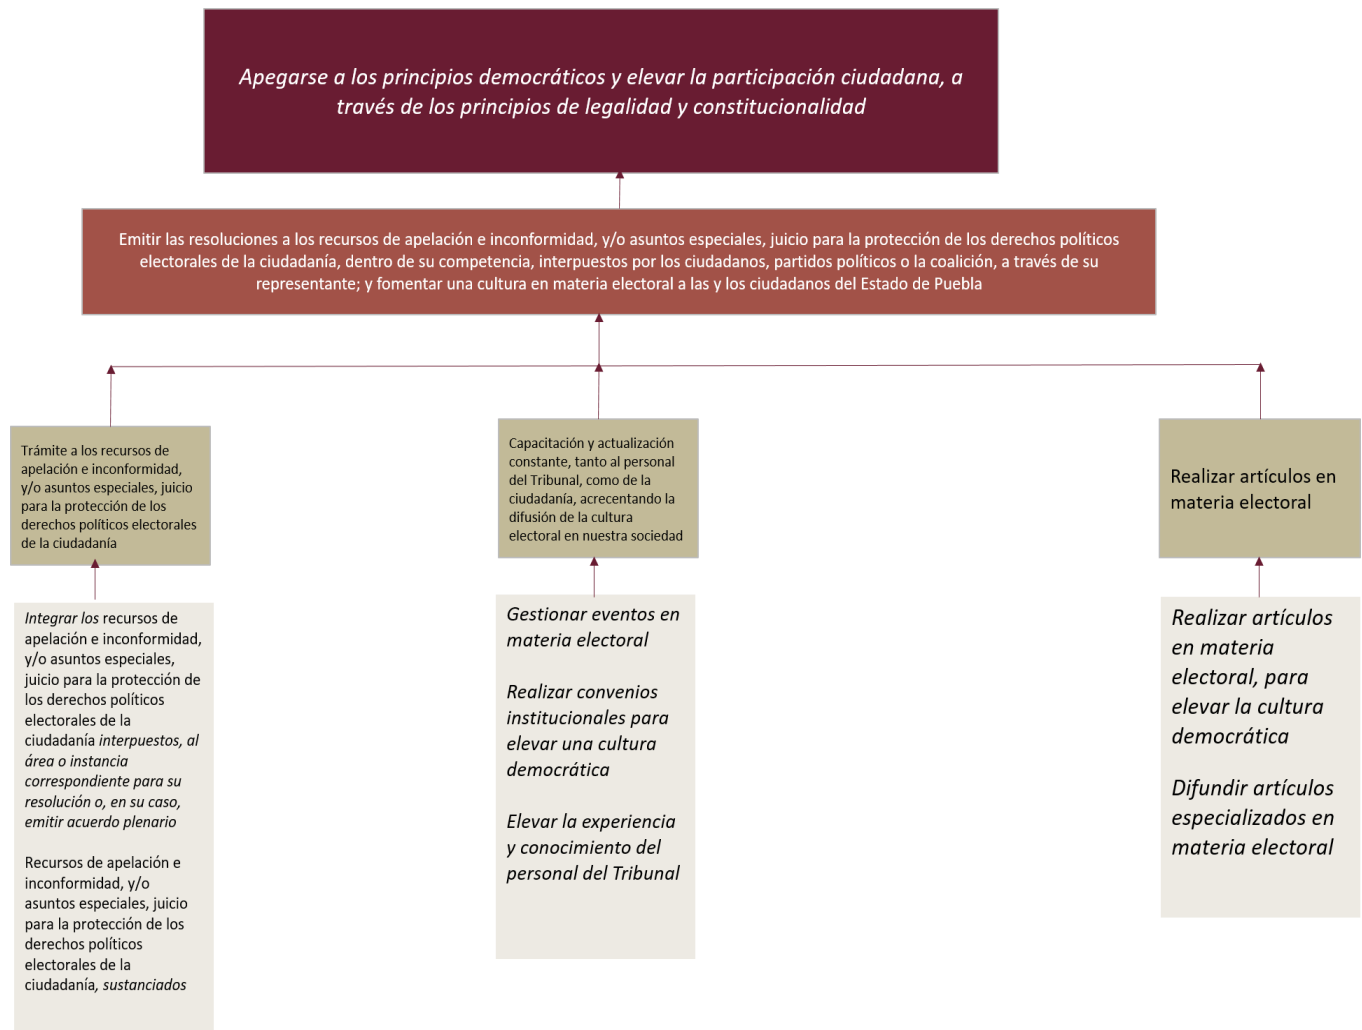 Apegarse a los principios democráticos y elevar la participación ciudadana, a
través de los principios de legalidad y constitucionalidad
Emitir las resoluciones a los recursos de apelación e inconformidad, y/o asuntos especiales, juicio para la protección de los derechos políticos
electorales de la ciudadanía, dentro de su competencia, interpuestos por los ciudadanos, partidos políticos o la coalición, a través de su
representante; y fomentar una cultura en materia electoral a las y los ciudadanos del Estado de Puebla
Trámite a los recursos de
apelación e inconformidad,
y/o asuntos especiales, juicio
para la protección de los
derechos políticos electorales
de la ciudadanía
Capacitación y actualización
constante, tanto al personal
del Tribunal, como de la
ciudadanía, acrecentando la
difusión de la cultura
electoral en nuestra sociedad
Realizar artículos en
materia electoral
Integrar los recursos de
apelación e inconformidad,
y/o asuntos especiales,
juicio para la protección de
los derechos políticos
electorales de la
ciudadanía interpuestos, al
área o instancia
correspondiente para su
resolución o, en su caso,
emitir acuerdo plenario
Recursos de apelación e
inconformidad, y/o
asuntos especiales, juicio
para la protección de los
derechos políticos
electorales de la
ciudadanía, sustanciados
Gestionar eventos en
materia electoral
Realizar convenios
institucionales para
elevar una cultura
democrática
Elevar la experiencia
y conocimiento del
personal del Tribunal
Realizar artículos
en materia
electoral, para
elevar la cultura
democrática
Difundir artículos
especializados en
materia electoral